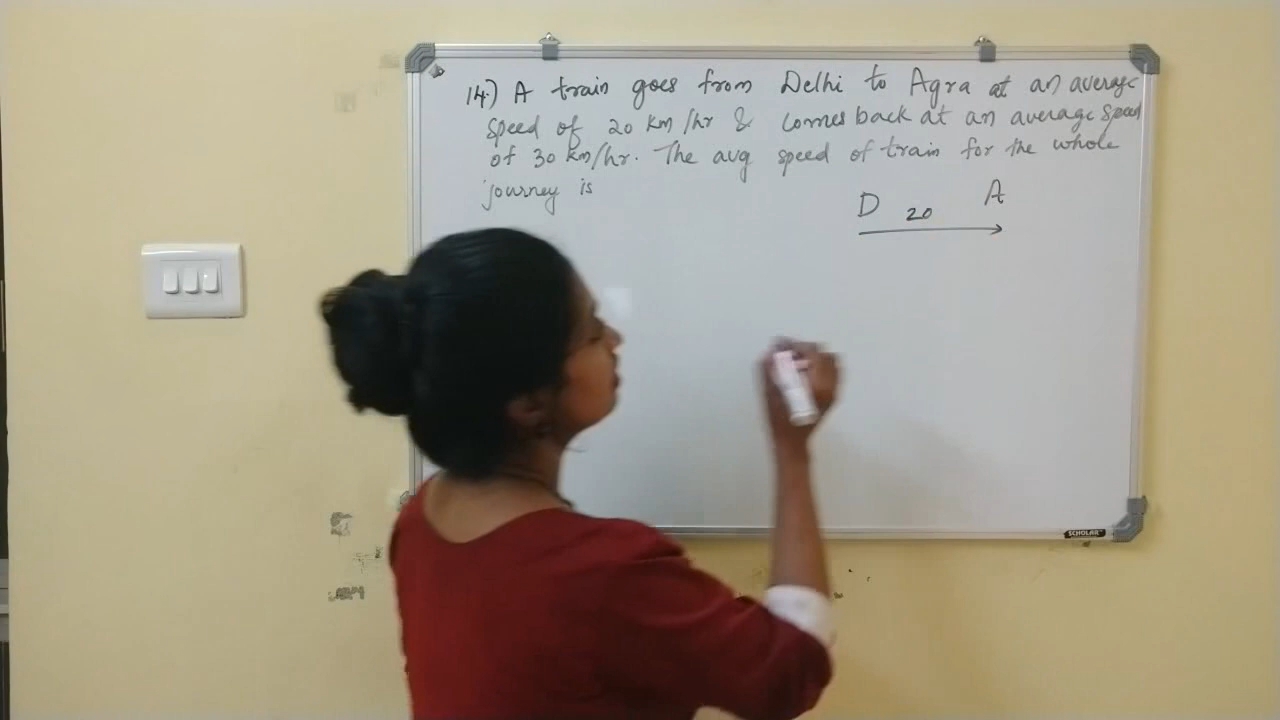 14.) A train goes from Delhi to Agra at an average
speed of 20 km/hr & comes back at an average speed
of 30 km/hr. The avg speed of train for the whole
journey is
D 20 A
SCHOLAR